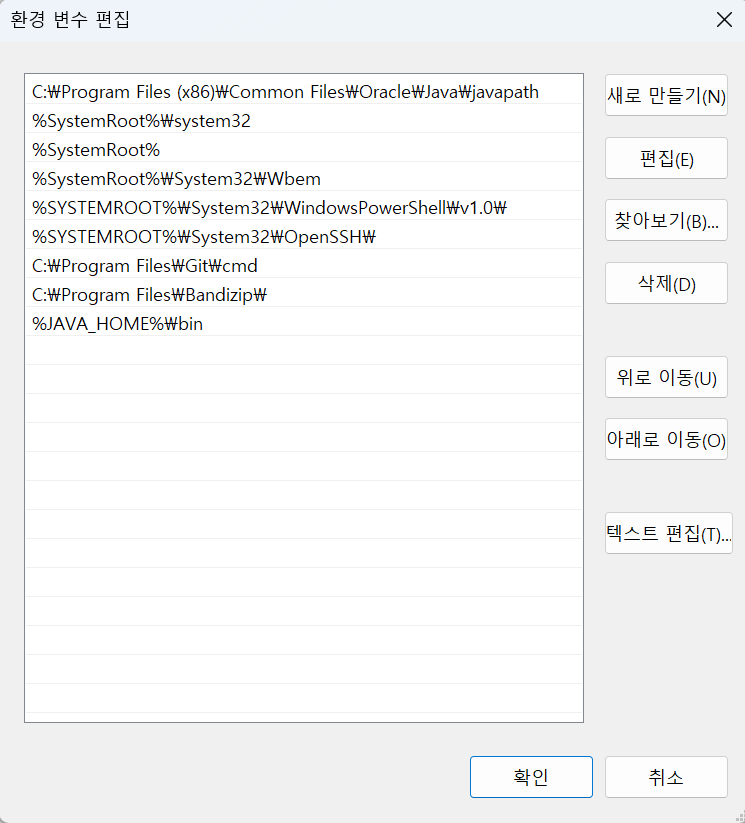 환경 변수 편집
C:₩Program Files (x86)₩Common Files₩Oracle₩Java₩javapath
%SystemRoot%₩system32
%SystemRoot%
%SystemRoot%₩System32₩Wbem
%SYSTEMROOT%₩System32₩WindowsPowerShell₩v1.0₩
%SYSTEMROOT%₩System32₩OpenSSH₩
C:₩Program Files₩Git₩cmd
C:₩Program Files₩Bandizip₩
%JAVA_HOME%₩bin
새로 만들기(N)
편집(E)
찾아보기(B)...
삭제(D)
위로 이동(U)
아래로 이동(O)
텍스트 편집(T)...
확인
취소